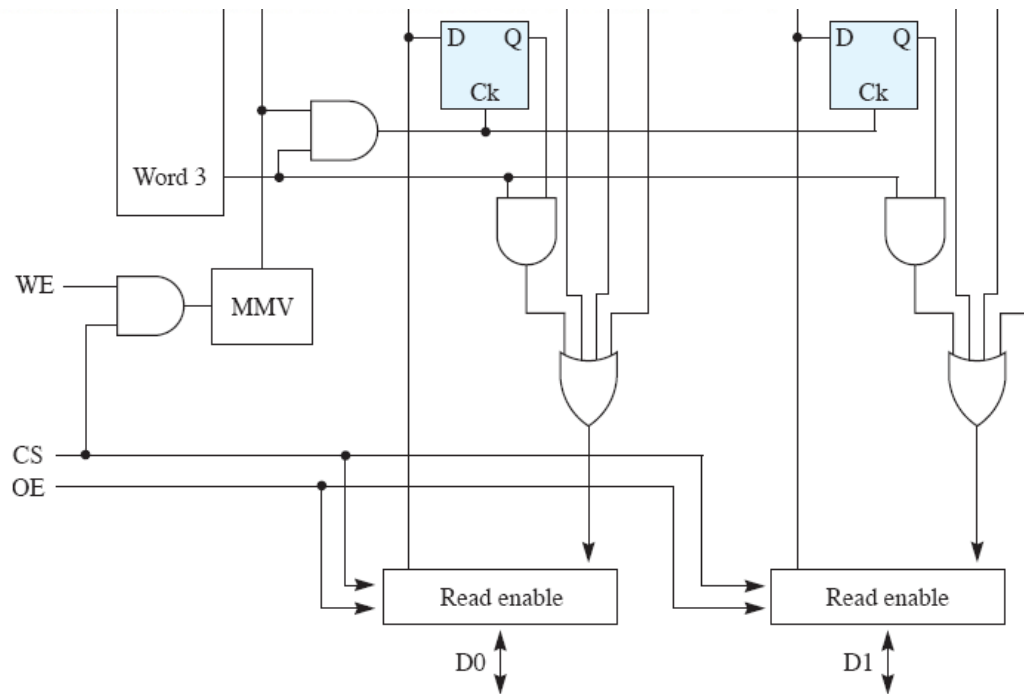 D Q
Ck
D Q
Ck
Word 3
WE
MMV
CS
OE
Read enable
Read enable
D0
D1